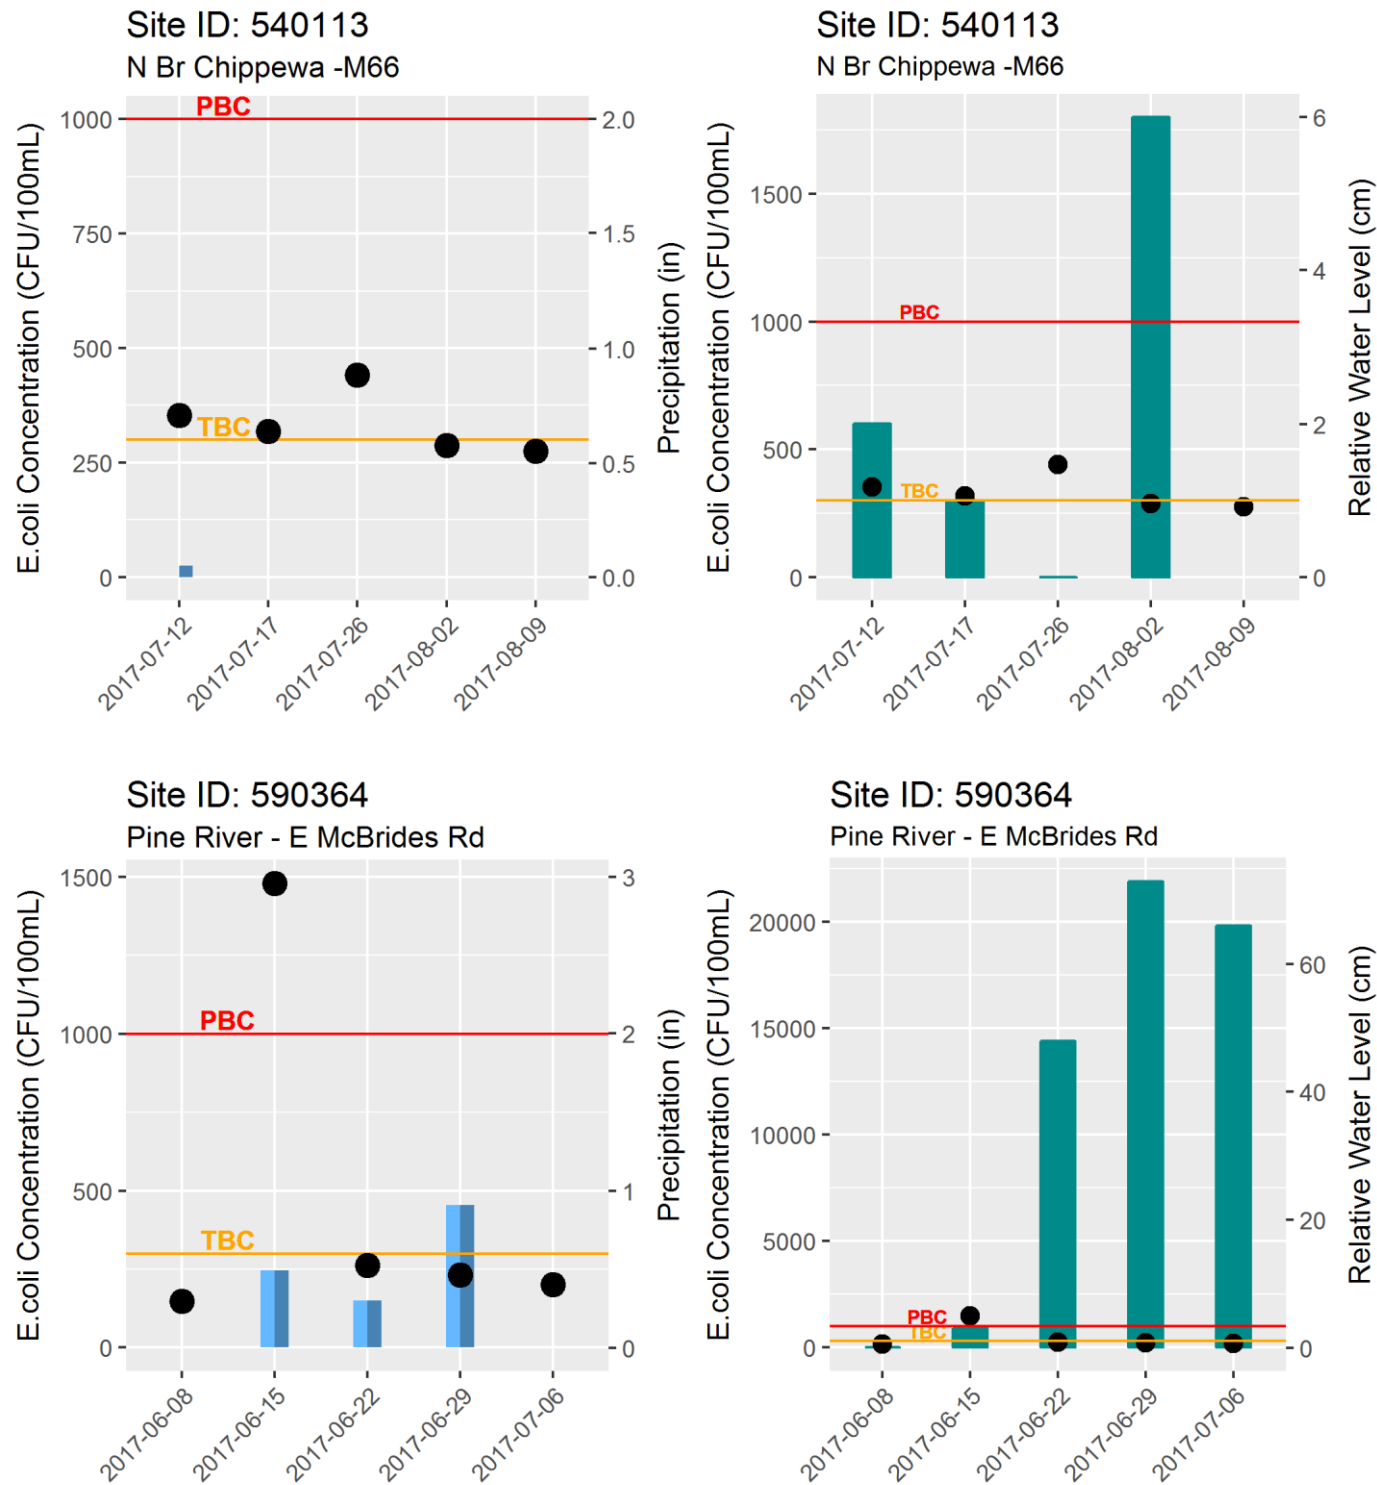 Site ID: 540113
N Br Chippewa -M66
E.coli Concentration (CFU/100mL)
1000
750
500
250
0
PBC
TBC
2.0
1.5
1.0
0.5
0.0
Precipitation (in)
2017-07-12
2017-07-17
2017-07-26
2017-08-02
2017-08-09
Site ID: 540113
N Br Chippewa -M66
E.coli Concentration (CFU/100mL)
1500
1000
500
0
PBC
TBC
6
4
2
0
Relative Water Level (cm)
2017-07-12
2017-07-17
2017-07-26
2017-08-02
2017-08-09
Site ID: 590364
Pine River - E McBrides Rd
E.coli Concentration (CFU/100mL)
1500
1000
500
0
PBC
TBC
3
2
1
0
Precipitation (in)
2017-06-08
2017-06-15
2017-06-22
2017-06-29
2017-07-06
Site ID: 590364
Pine River - E McBrides Rd
E.coli Concentration (CFU/100mL)
20000
15000
10000
5000
0
PBC
TBC
60
40
20
0
Relative Water Level (cm)
2017-06-08
2017-06-15
2017-06-22
2017-06-29
2017-07-06